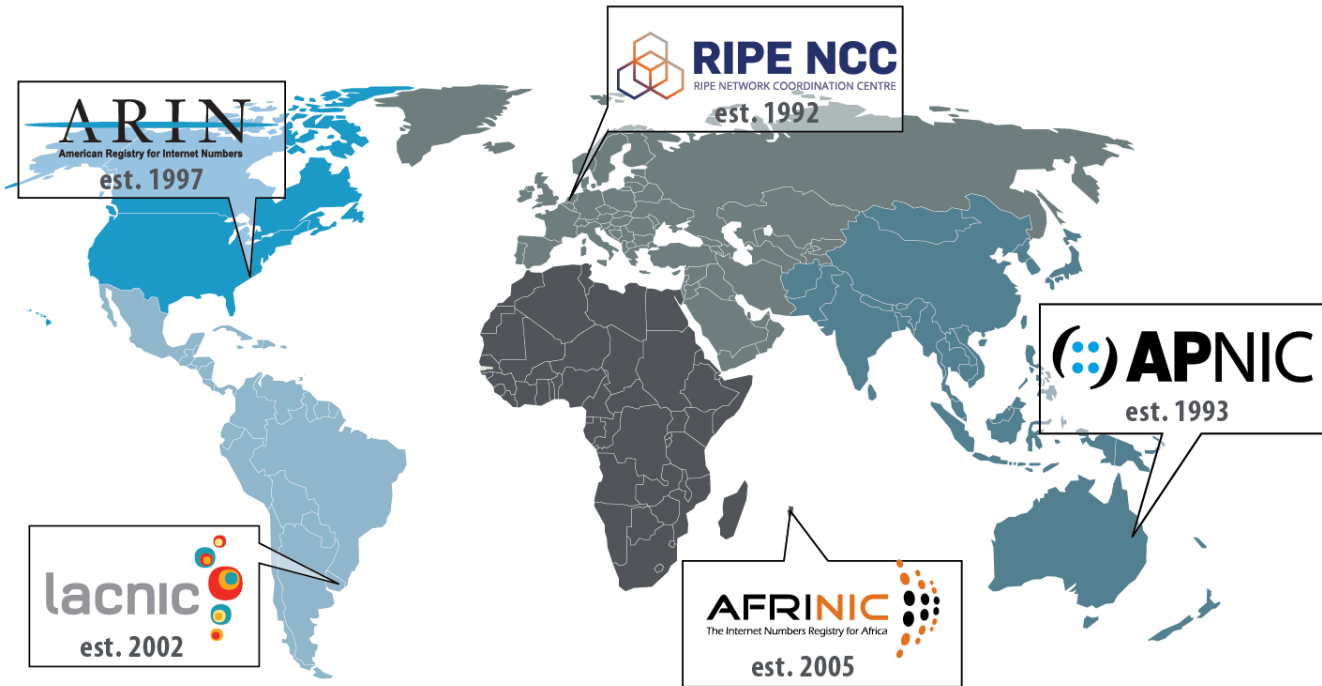 RIPE NCC
RIPE NETWORK COORDINATION CENTRE
est. 1992
ARIN
American Registry for Internet Numbers
est. 1997
APNIC
est. 1993
lacnic
est. 2002
AFRINIC
The Internet Numbers Registry for Africa
est. 2005